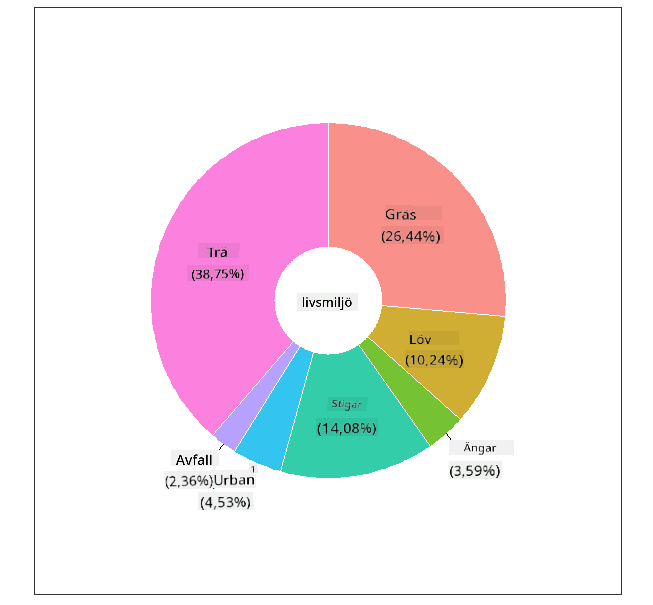 Gräs
(26,44%)
Trä
(38,75%)
livsmiljö
Löv
(10,24%)
Stigar
(14,08%)
Ängar
(3,59%)
Avfall
(2,36%)
Urban
(4,53%)